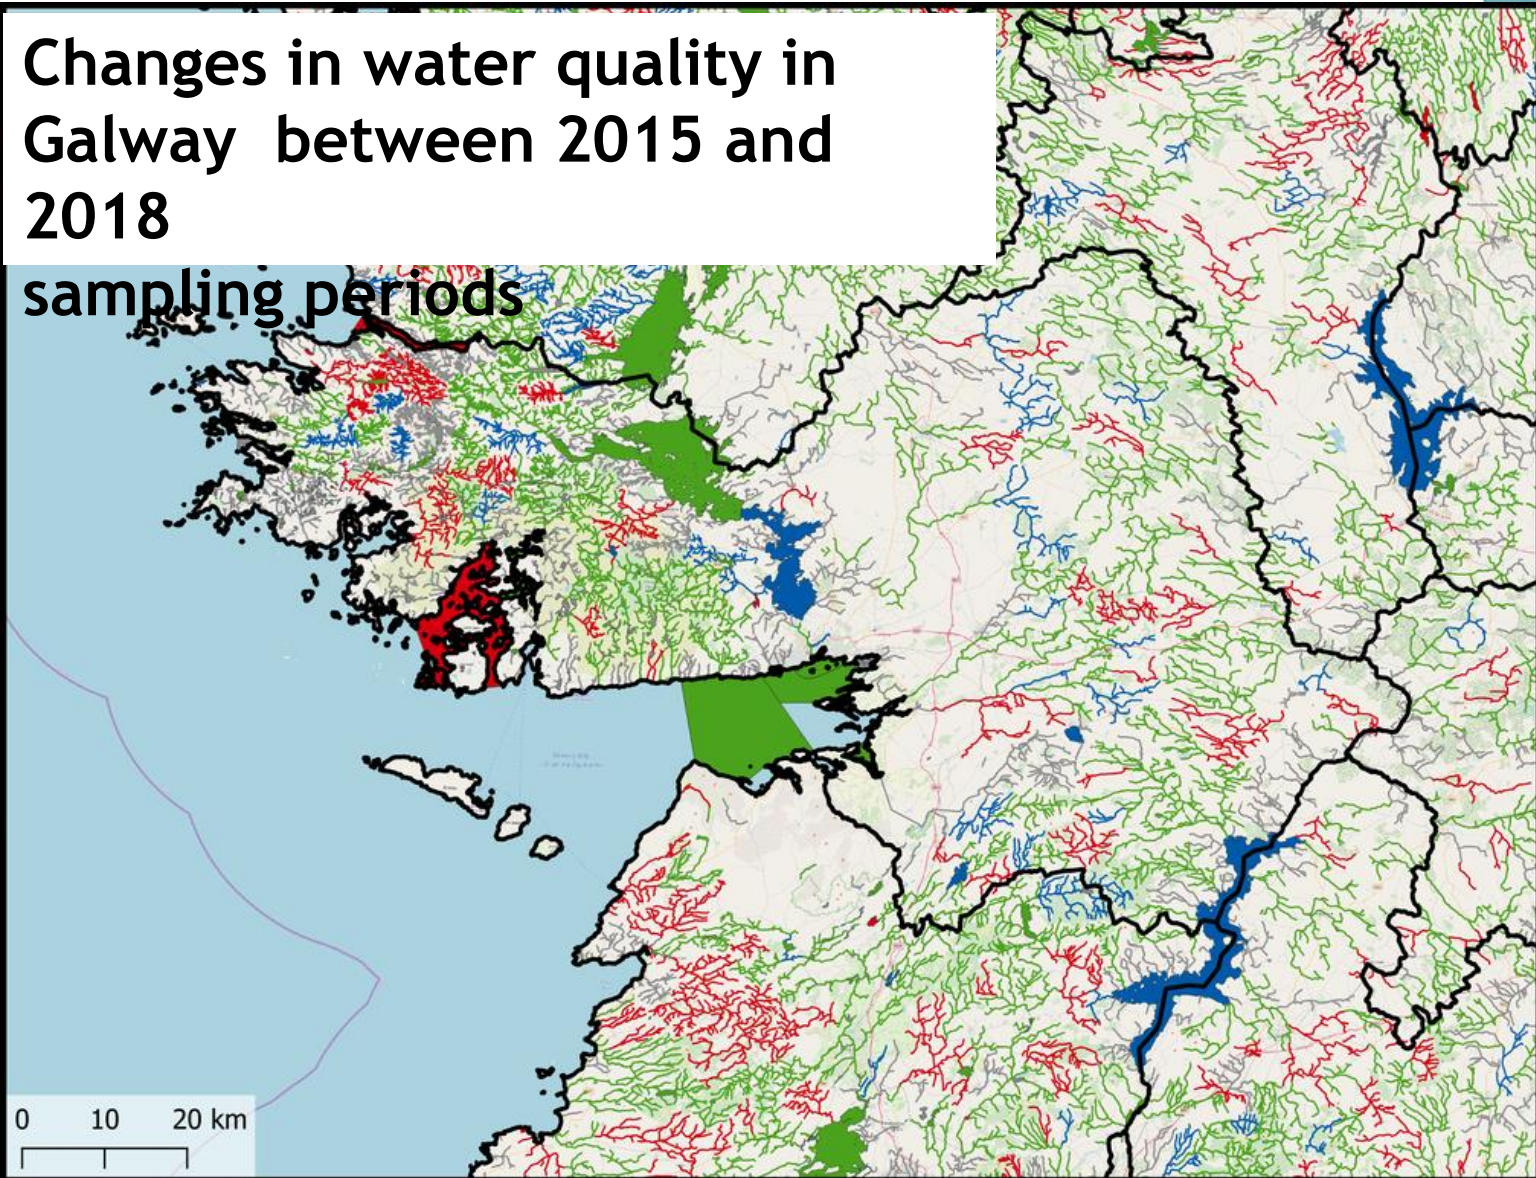 Changes in water quality in
Galway between 2015 and
2018
sampling periods
0 10 20 km